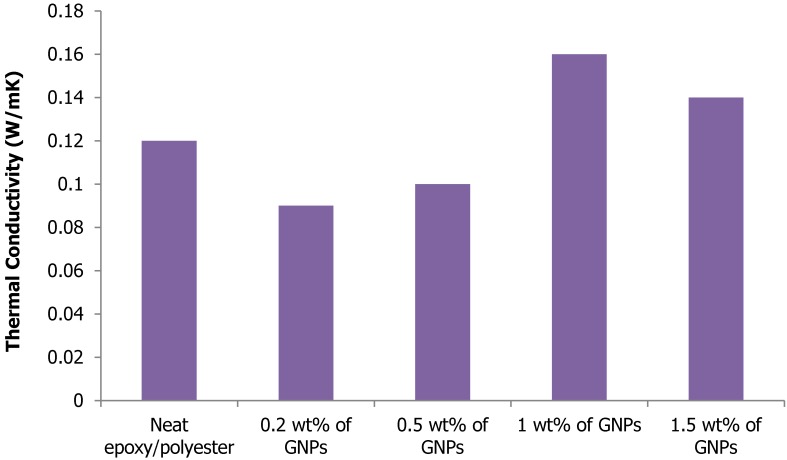 0.18
0.16
0.14
0.12
0.1
0.08
0.06
0.04
0.02
0
Thermal Conductivity (W/mK)
Neat
epoxy/polyester
0.2 wt% of
GNPs
0.5 wt% of
GNPs
1 wt% of GNPs
1.5 wt% of
GNPs